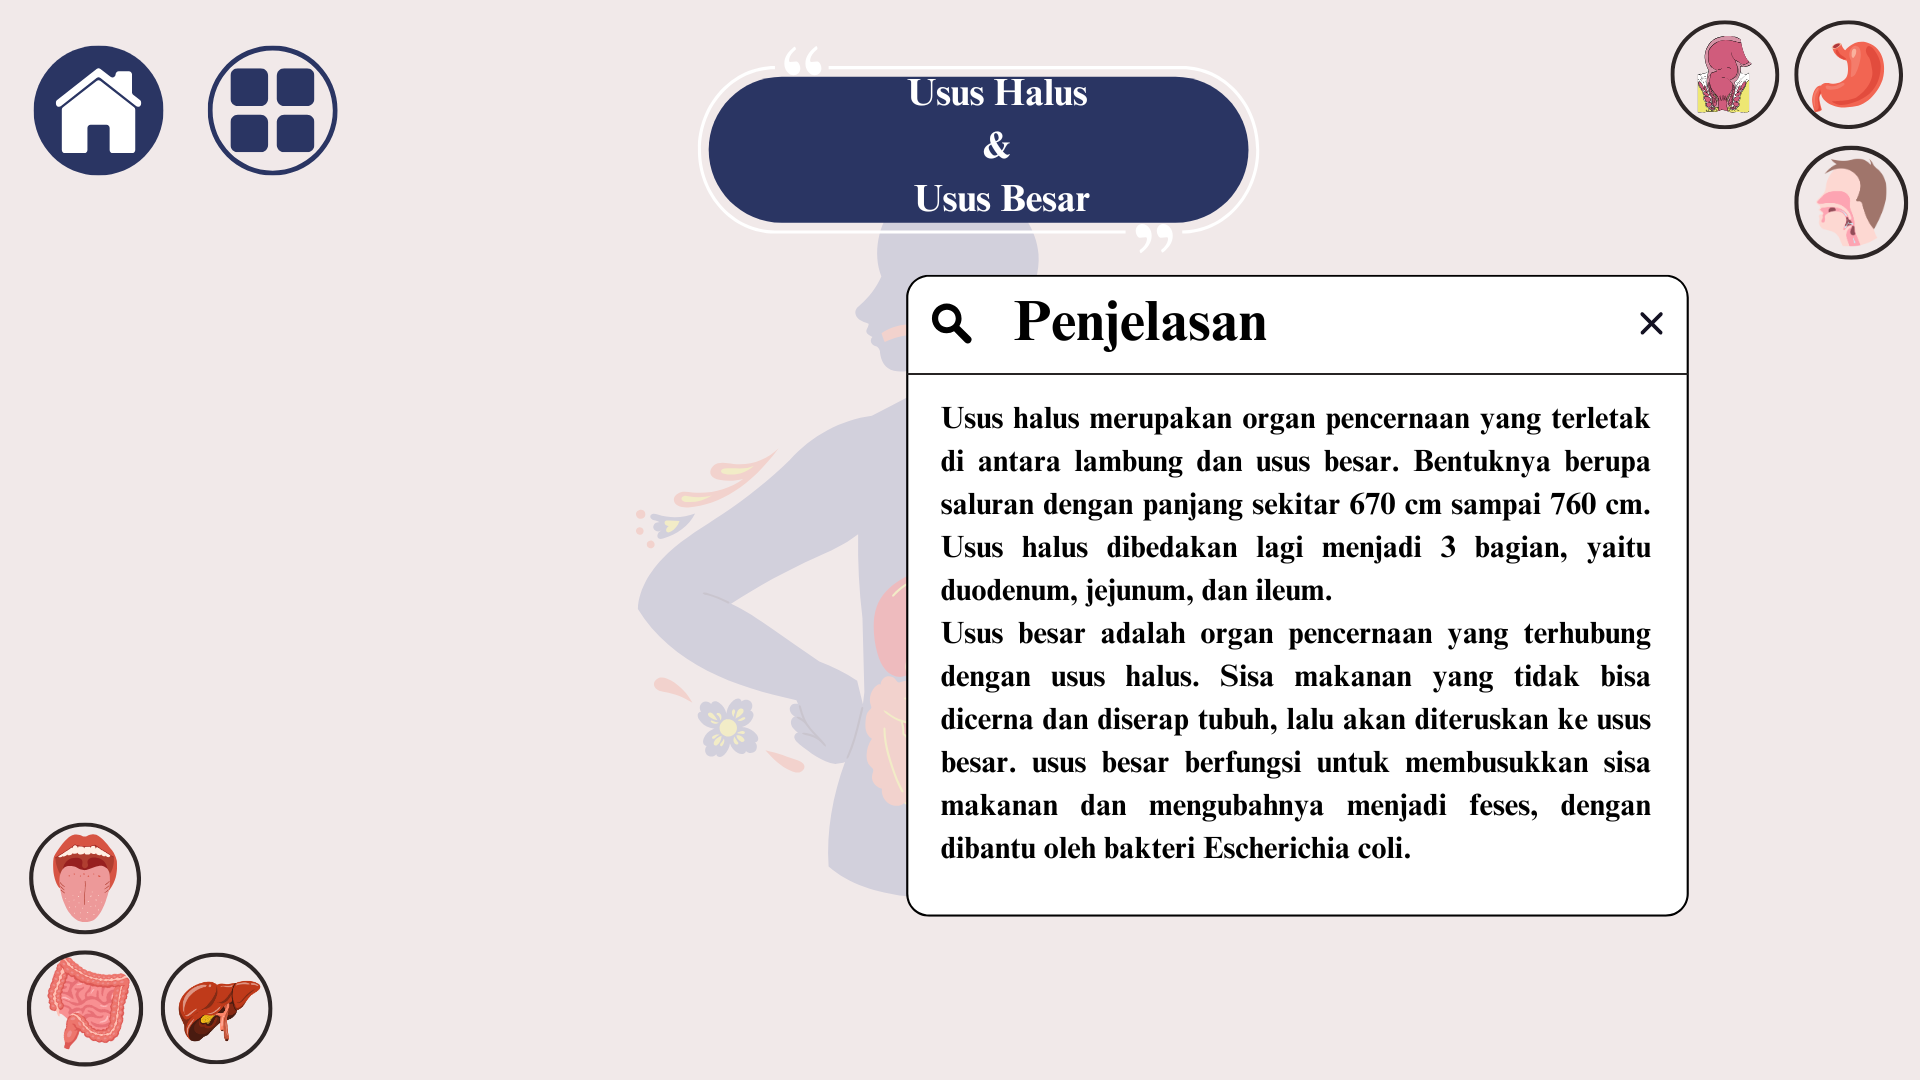 Usus Halus
&
Usus Besar
Penjelasan
Usus halus merupakan organ pencernaan yang terletak
di antara lambung dan usus besar. Bentuknya berupa
saluran dengan panjang sekitar 670 cm sampai 760 cm.
Usus halus dibedakan lagi menjadi 3 bagian, yaitu
duodenum, jejunum, dan ileum.
Usus besar adalah organ pencernaan yang terhubung
dengan usus halus. Sisa makanan yang tidak bisa
dicerna dan diserap tubuh, lalu akan diteruskan ke usus
besar. usus besar berfungsi untuk membusukkan sisa
makanan dan mengubahnya menjadi feses, dengan
dibantu oleh bakteri Escherichia coli.